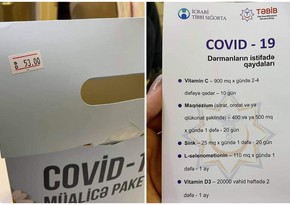 ₼ 53.00
COVİD-1
MÜALİCƏ PAKE
İCBARİ
TİBBİ SIĞORTA
TƏBİB
COVID - 19
Dərmanların istifadə
qaydaları
• Vitamin C – 900 mq x gündə 2-4
dəfəyə qədər – 10 gün
• Maqnezium (sitrat, orotat və ya
qlükonat şəklində) – 400 və ya 500
mq x gündə 1 dəfə - 20 gün
• Sink – 25 mq x gündə 1 dəfə - 20 gün
• L-selenometionin – 110 mq x gündə
1 dəfə - 1 ay
• Vitamin D3 – 20000 vahid həftədə 2
dəfə - 1 ay